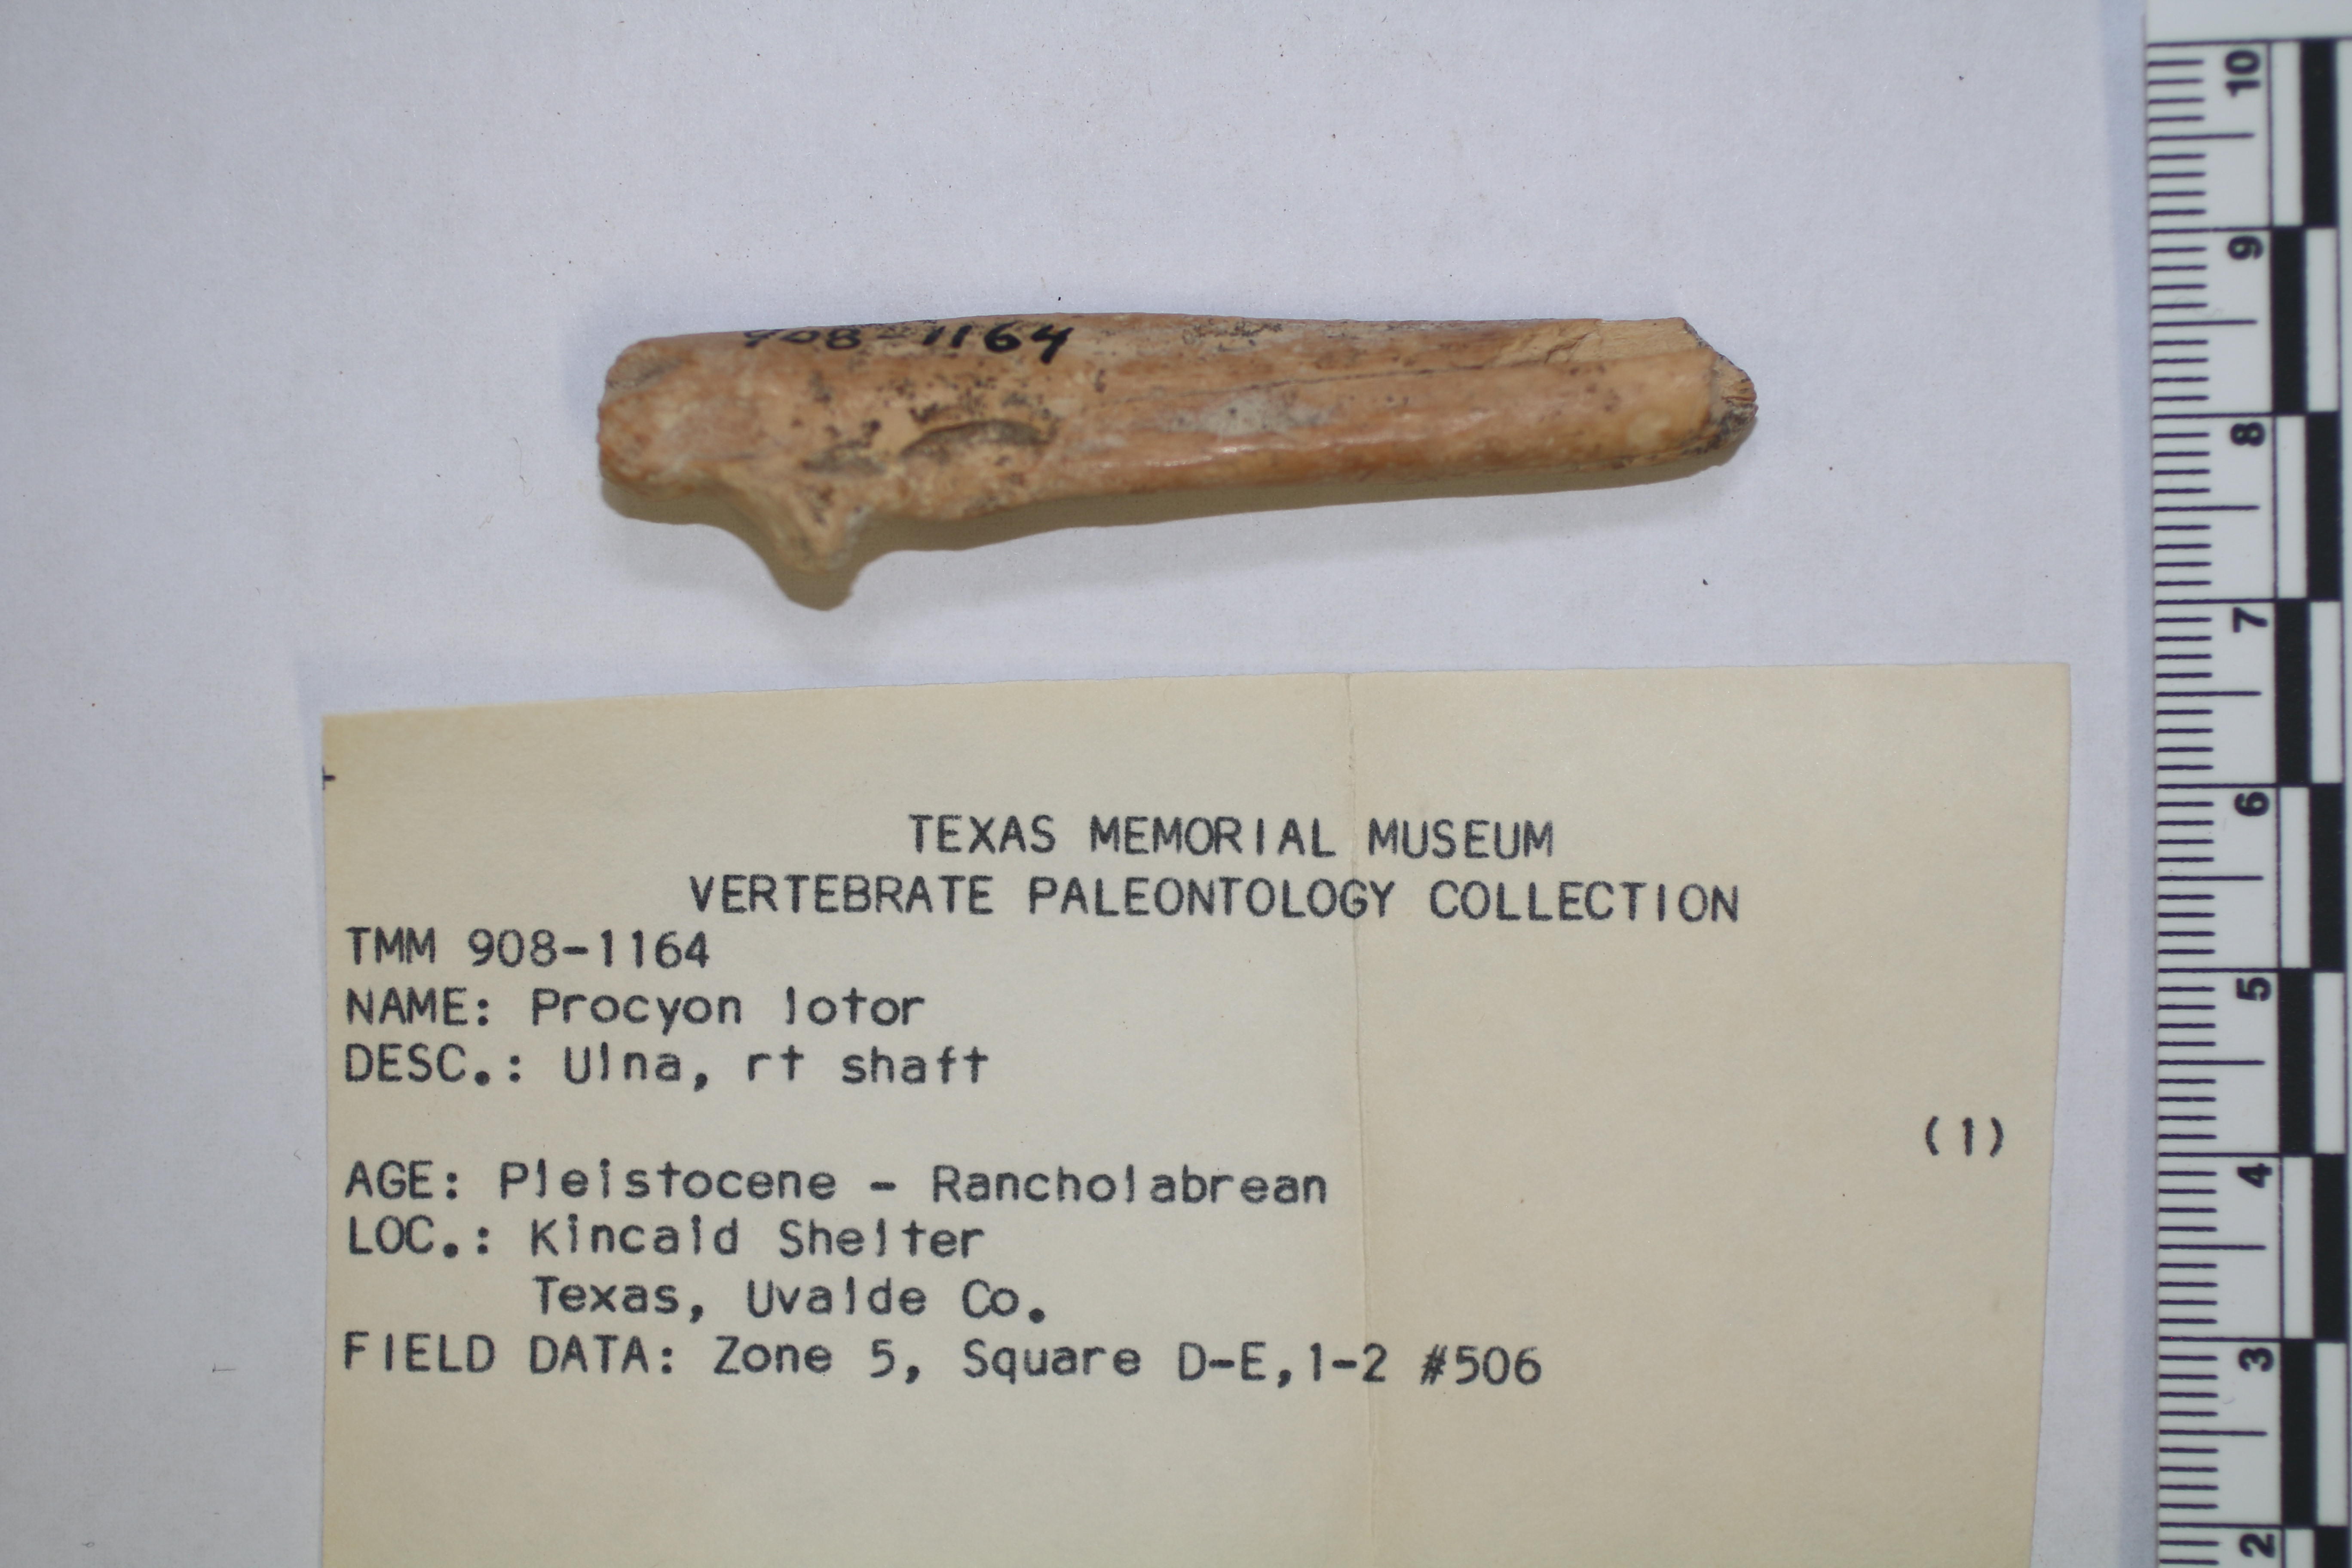 908-1164
TEXAS MEMORIAL MUSEUM
VERTEBRATE PALEONTOLOGY COLLECTION
TMM 908-1164
NAME: Procyon lotor
DESC.: Ulna, rt shaft
(1)
AGE: Pleistocene - Rancholabrean
LOC.: Kincaid Shelter
Texas, Uvalde Co.
FIELD DATA: Zone 5, Square D-E,1-2 #506
10
9
8
7
6
5
4
3
2